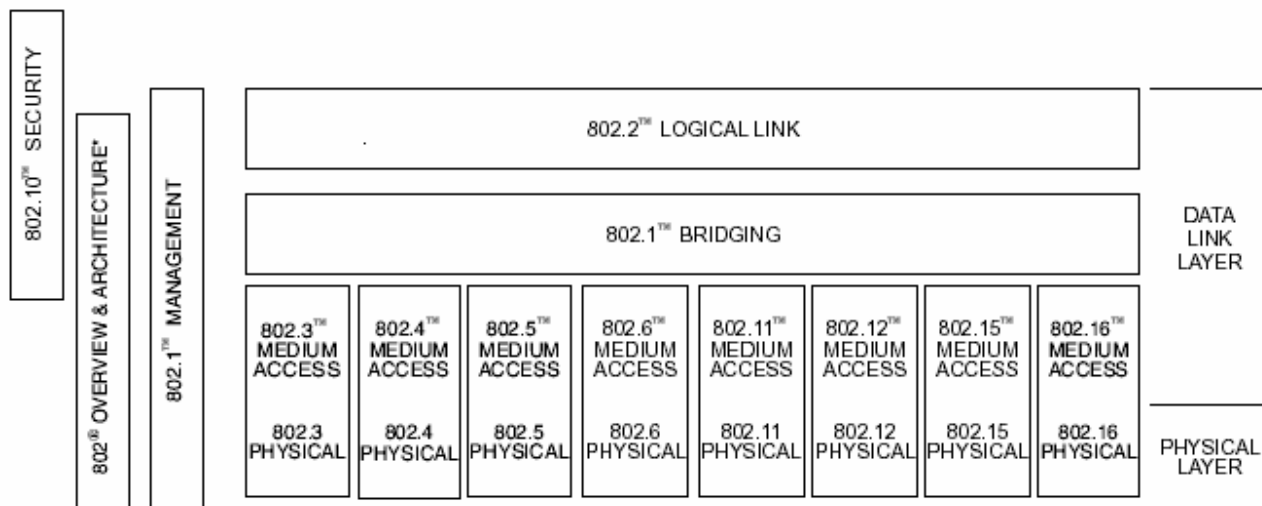 802.10™ SECURITY
802® OVERVIEW & ARCHITECTURE*
802.1™ MANAGEMENT
802.2™ LOGICAL LINK
802.1™ BRIDGING
802.3™
MEDIUM
ACCESS
802.3
PHYSICAL
802.4™
MEDIUM
ACCESS
802.4
PHYSICAL
802.5™
MEDIUM
ACCESS
802.5
PHYSICAL
802.6™
MEDIUM
ACCESS
802.6
PHYSICAL
802.11™
MEDIUM
ACCESS
802.11
PHYSICAL
802.12™
MEDIUM
ACCESS
802.12
PHYSICAL
802.15™
MEDIUM
ACCESS
802.15
PHYSICAL
802.16™
MEDIUM
ACCESS
802.16
PHYSICAL
DATA
LINK
LAYER
PHYSICAL
LAYER